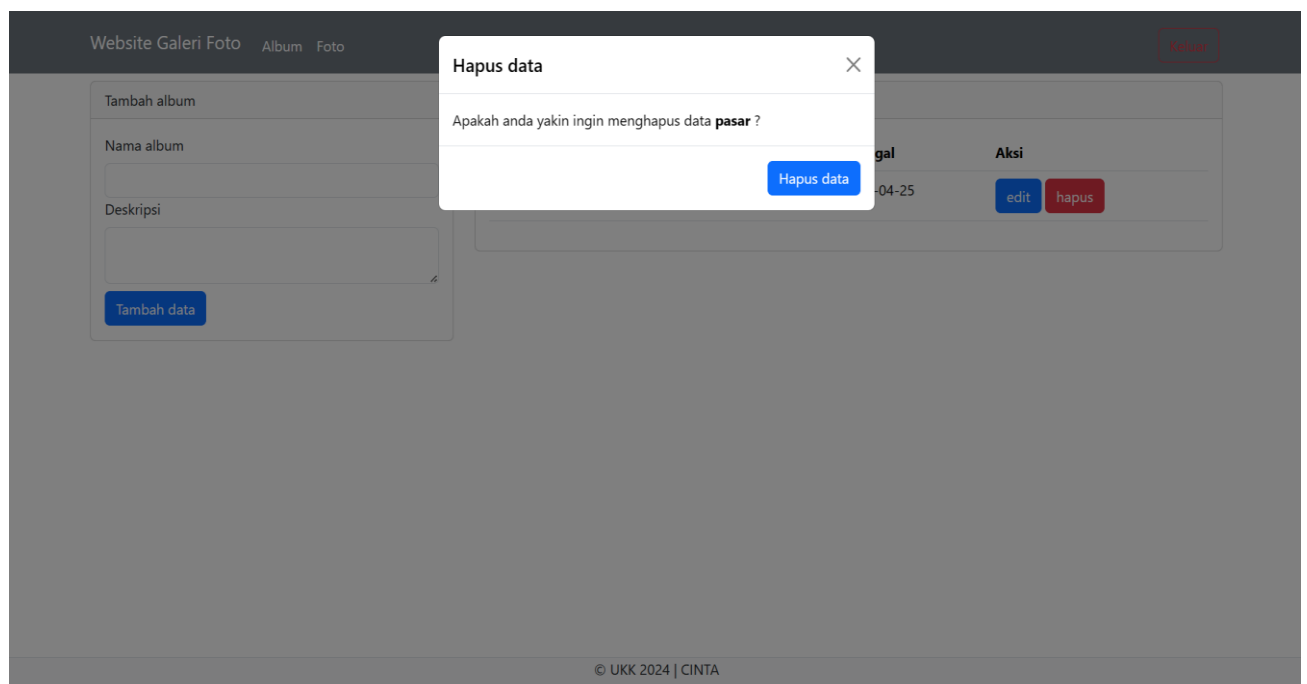 Website Galeri Foto Album Foto Keluar
Hapus data
Apakah anda yakin ingin menghapus data pasar ?
Hapus data
Tambah album
Nama album
Deskripsi
Tambah data
gal Aksi
-04-25 edit hapus
© UKK 2024 | CINTA